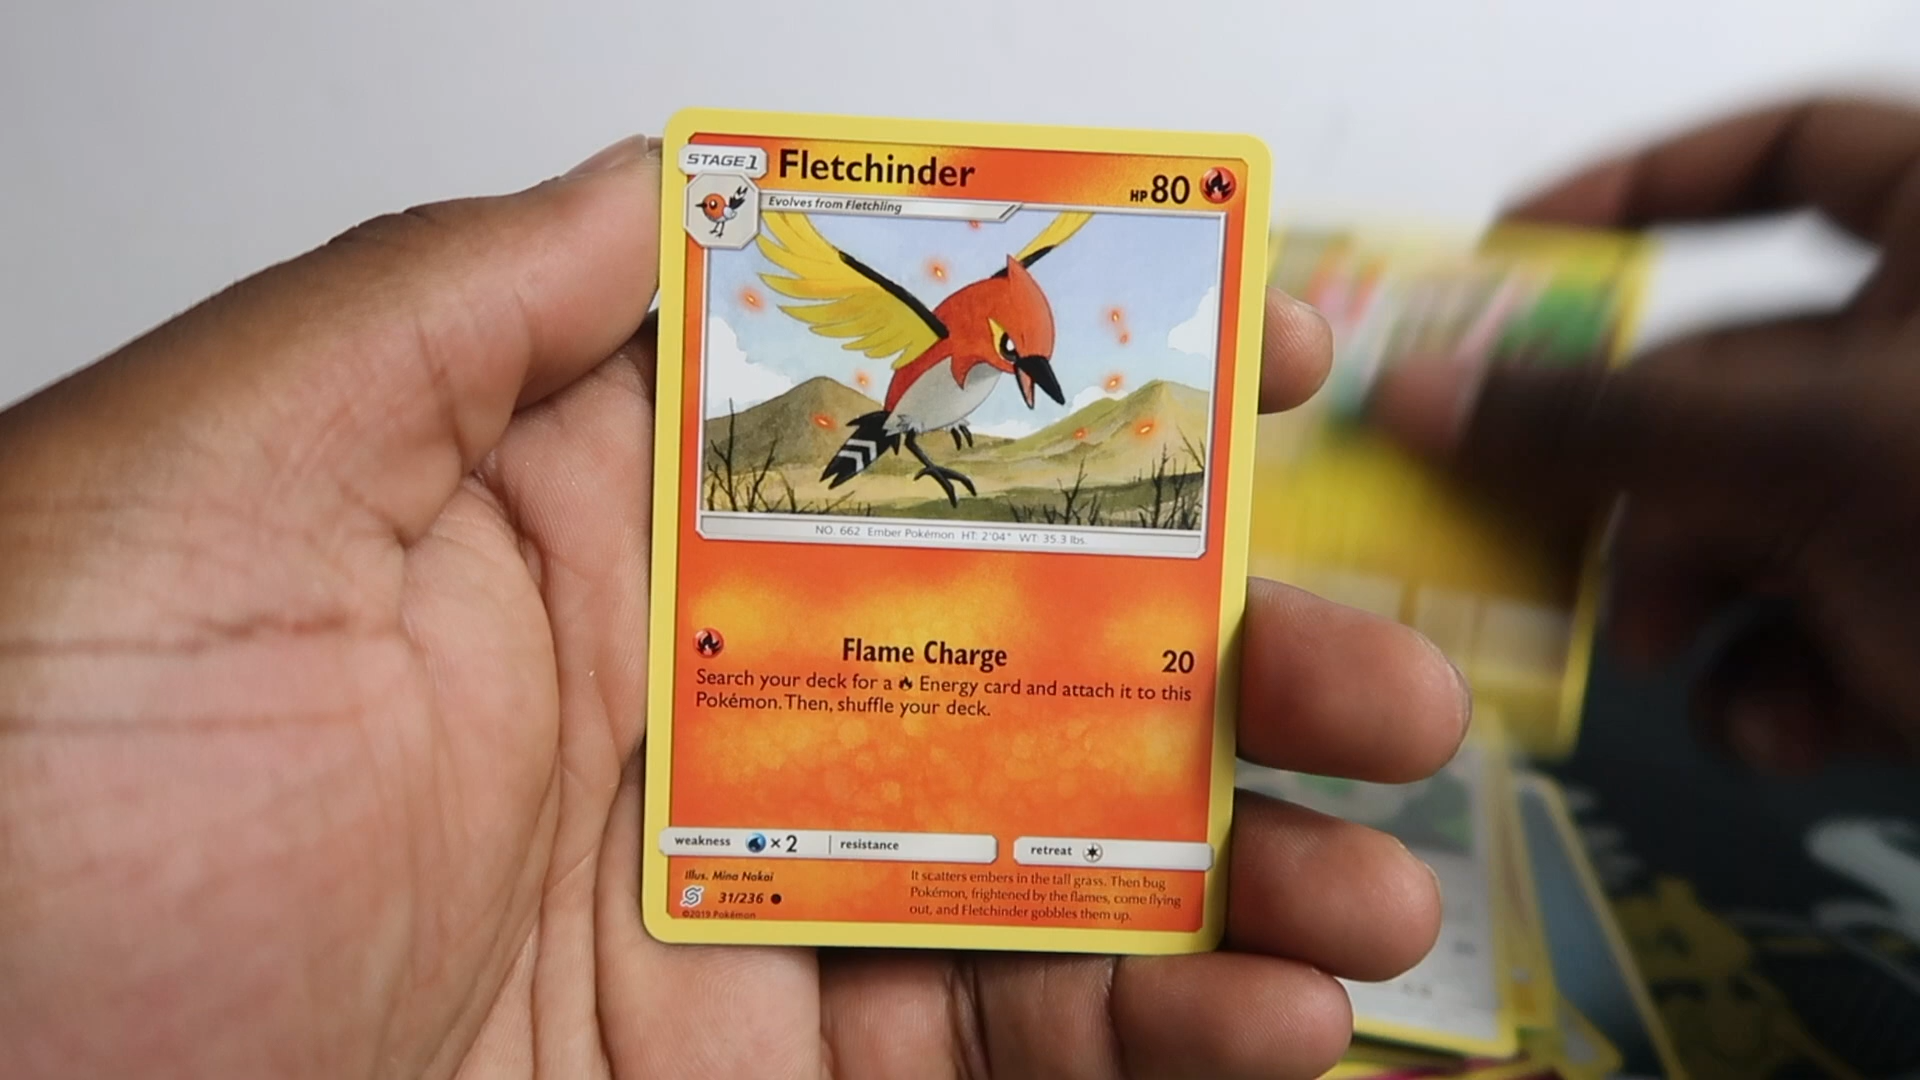 STAGE1
Fletchinder
HP 80
Evolves from Fletchling
NO. 662 Ember Pokémon HT: 2'04" WT: 35.3 lbs.
Flame Charge
20
Search your deck for a Energy card and attach it to this
Pokémon. Then, shuffle your deck.
weakness × 2
resistance
retreat
Illus. Mina Nakai
31/236
©2019 Pokémon
It scatters embers in the tall grass. Then bug
Pokémon, frightened by the flames, come flying
out, and Fletchinder gobbles them up.